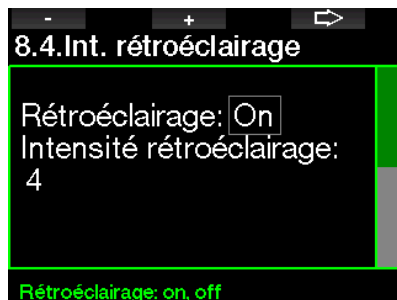 - +
8.4.Int. rétroéclairage
Rétroéclairage: On
Intensité rétroéclairage:
4
Rétroéclairage: on, off